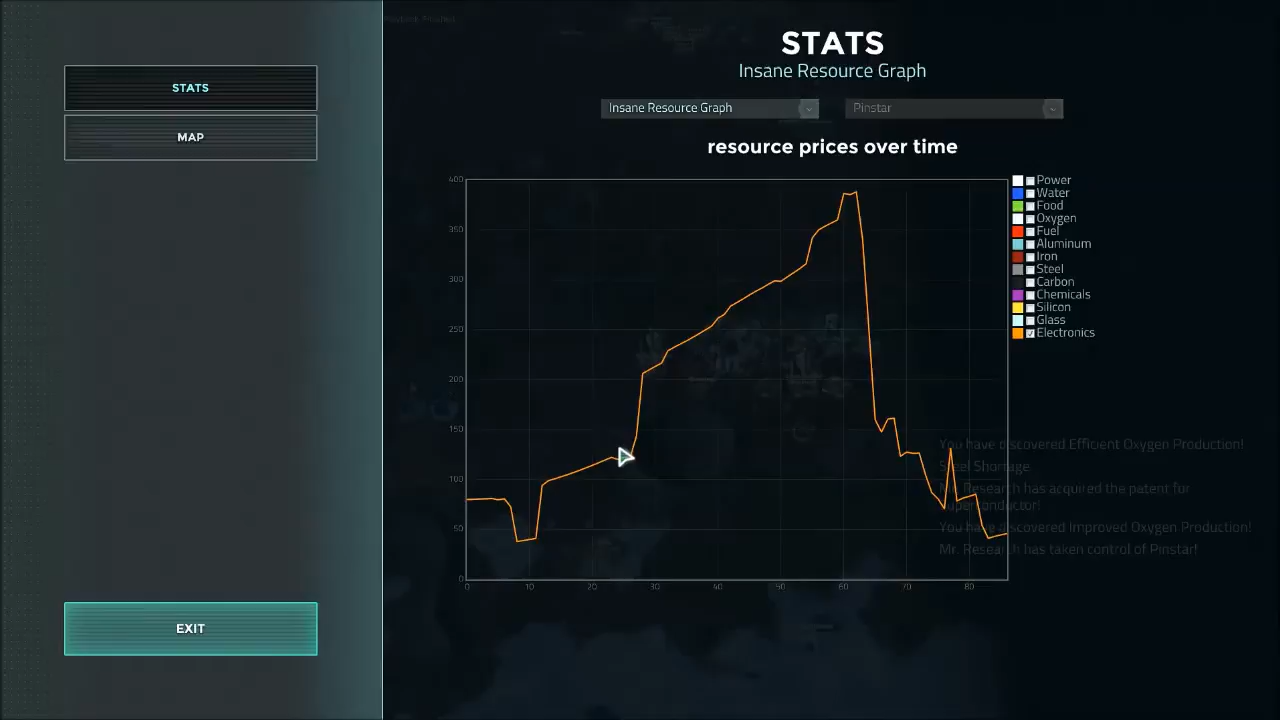 STATS
Insane Resource Graph
STATS
MAP
EXIT
Insane Resource Graph
Pinstar
resource prices over time
400
350
300
250
200
150
100
50
0
0
10
20
30
40
50
60
70
80
Power
Water
Food
Oxygen
Fuel
Aluminum
Iron
Steel
Carbon
Chemicals
Silicon
Glass
Electronics
You have discovered Efficient Oxygen Production!
Steel Shortage
Mr. Research has acquired the patent for
Superconductor!
You have discovered Improved Oxygen Production!
Mr. Research has taken control of Pinstar!